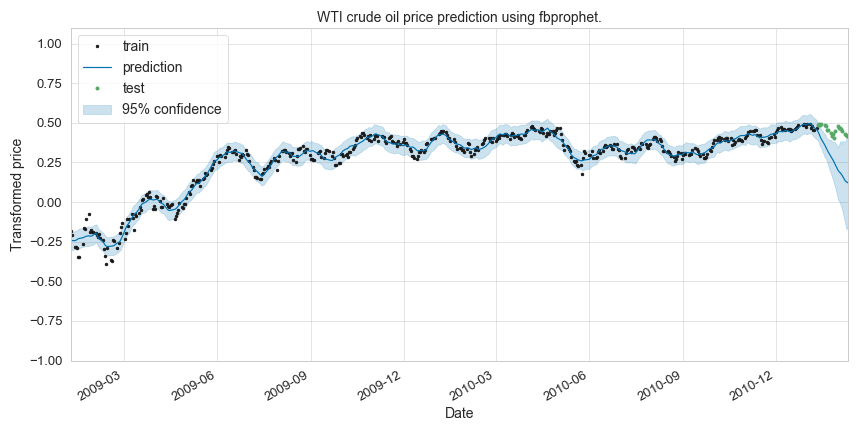 WTI crude oil price prediction using fbprophet.
train
prediction
test
95% confidence
1.00
0.75
0.50
0.25
0.00
−0.25
−0.50
−0.75
−1.00
Transformed price
2009-03
2009-06
2009-09
2009-12
2010-03
2010-06
2010-09
2010-12
Date